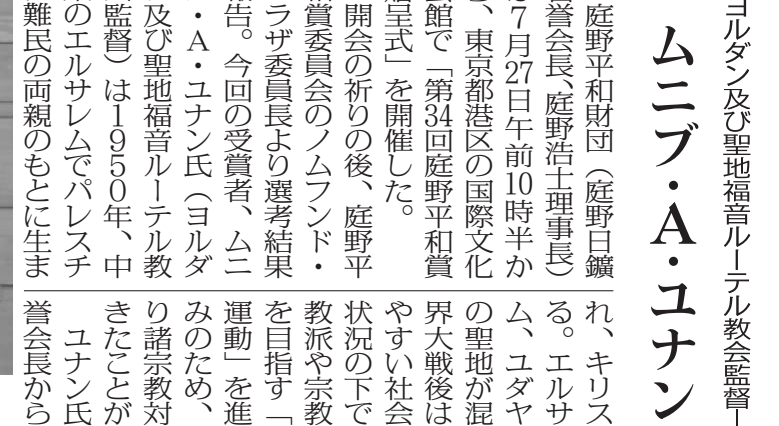 ヨルダン及び聖地福音ルーテル教会監督ー
ムニブ・A・ユナン
庭野平和財団(庭野日鑛
誉会長、庭野浩士理事長)
は7月27日午前10時半か
、東京都港区の国際文化
会館で「第34回庭野平和賞
贈呈式」を開催した。
開会の祈りの後、庭野平
賞委員会のノムフンド・
ラザ委員長より選考結果
報告。今回の受賞者、ムニ
・A・ユナン氏(ヨルダ
及び聖地福音ルーテル教
監督)は1950年、中
のエルサレムでパレスチ
難民の両親のもとに生ま
れ、キリス
る。エルサ
ム、ユダヤ
の聖地が混
界大戦後は
やすい社会
状況の下で
教派や宗教
を目指す「
運動」を進
みのため、
り諸宗教対
きたことが
ユナン氏
誉会長から